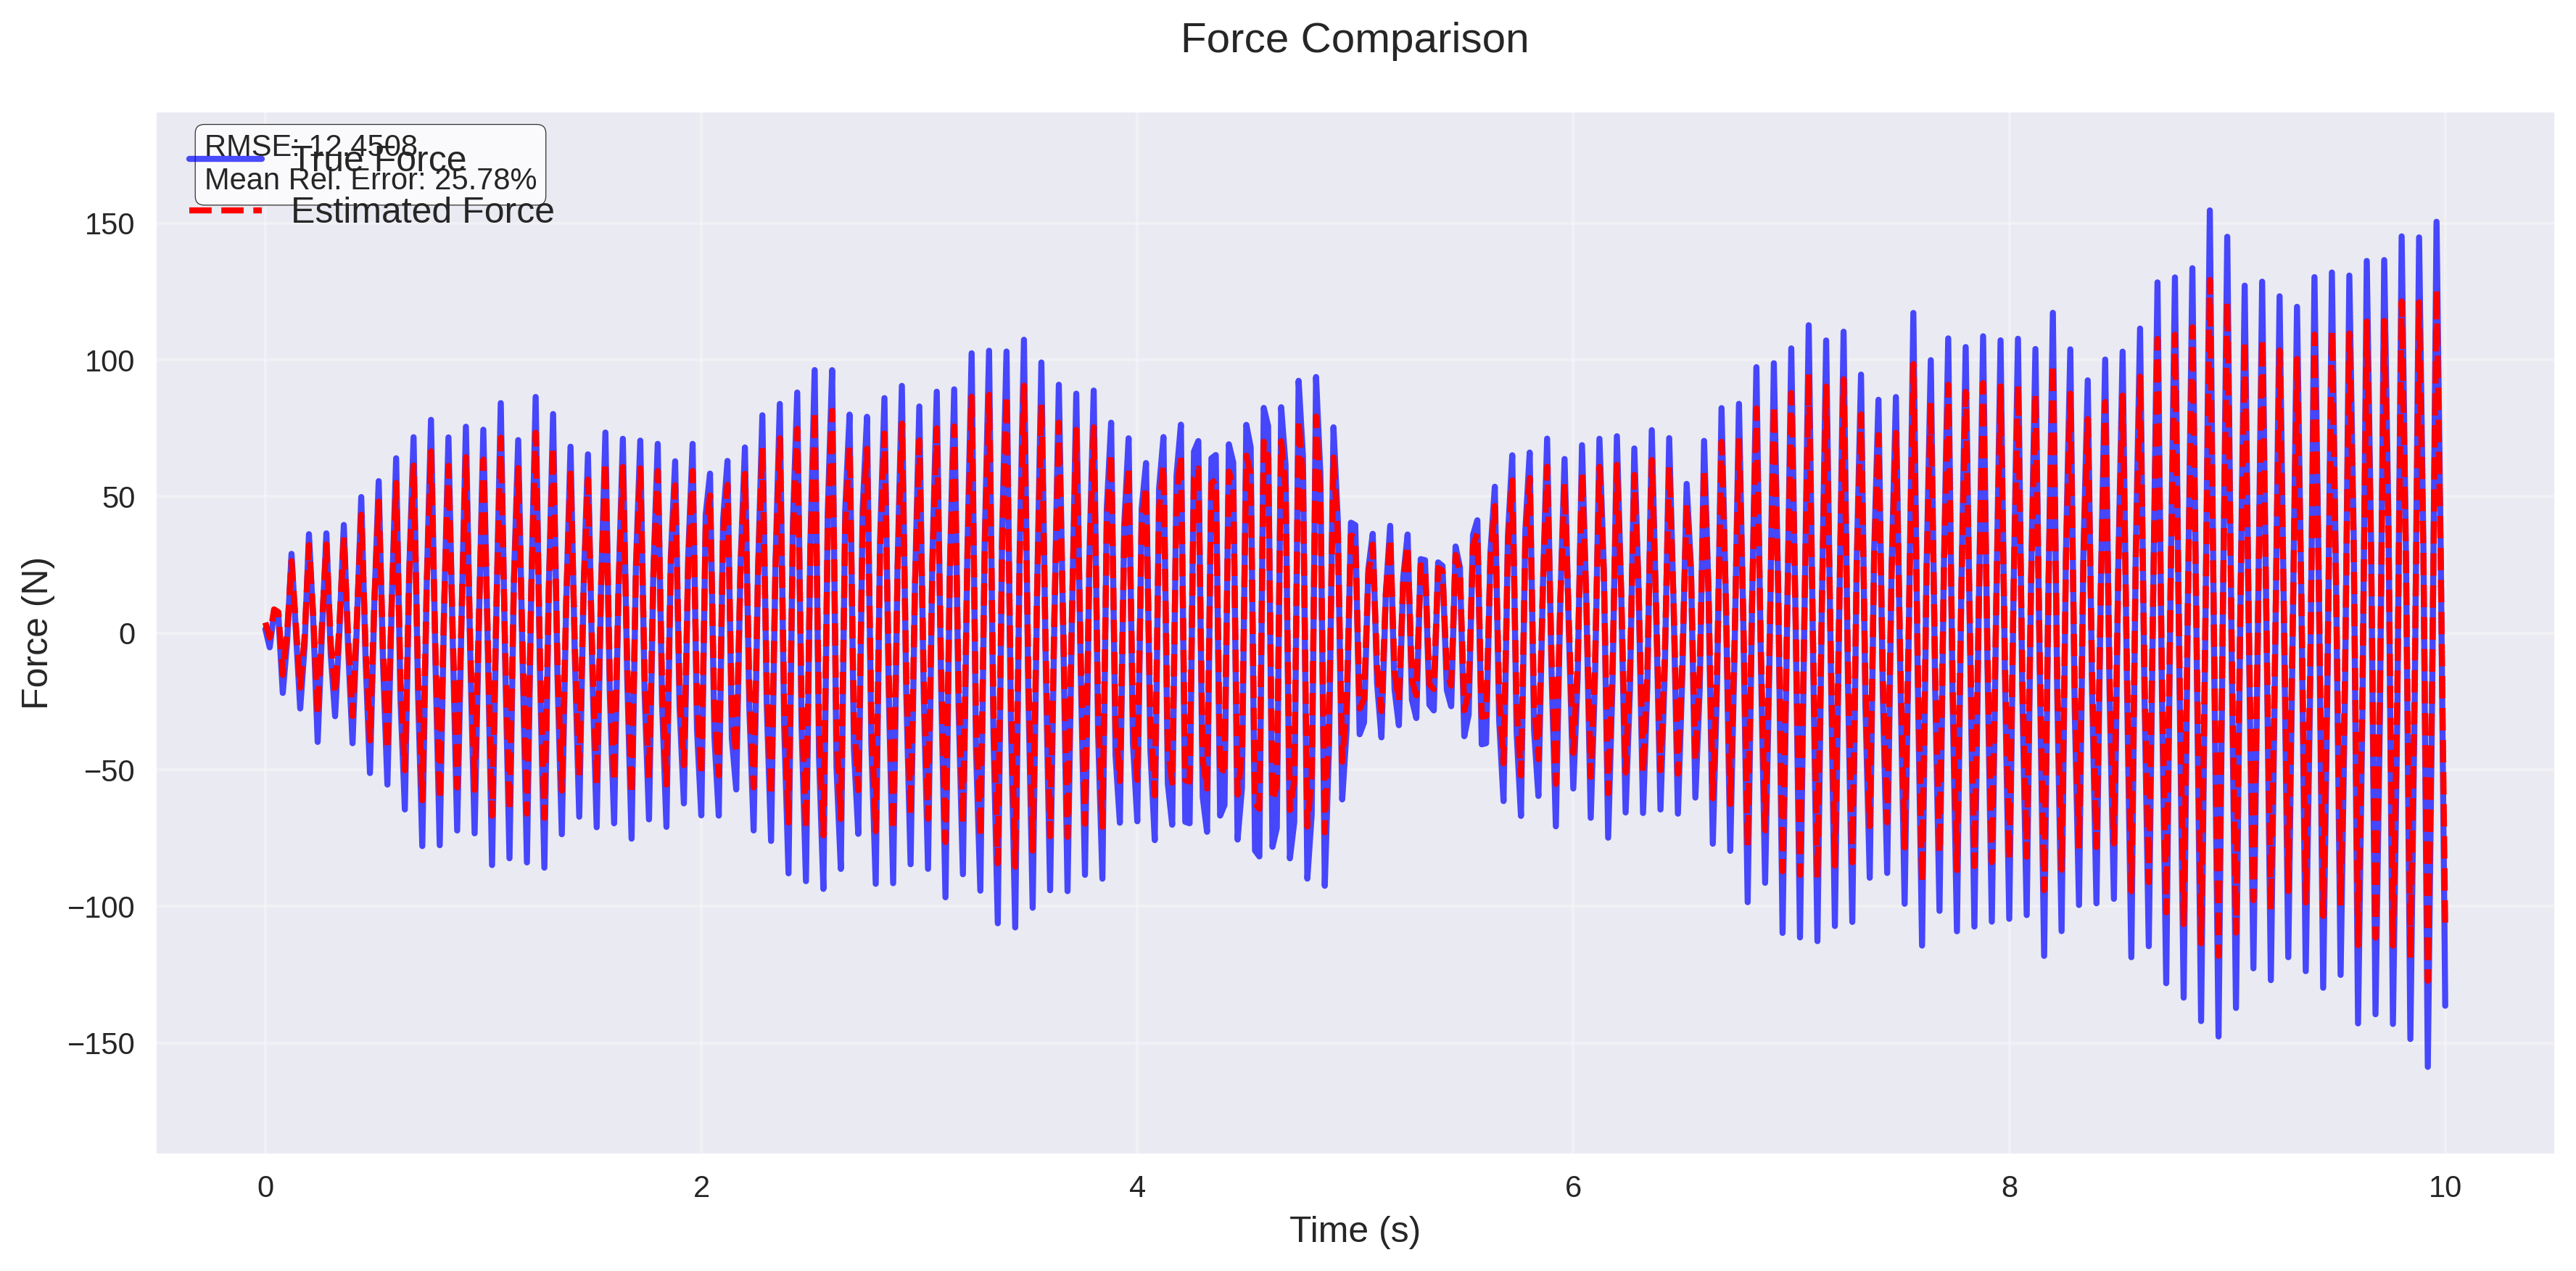 Force Comparison
RMSE: 12.4508
True Force
Mean Rel. Error: 25.78%
Estimated Force
150
100
50
0
−50
−100
−150
Force (N)
0 2 4 6 8 10
Time (s)